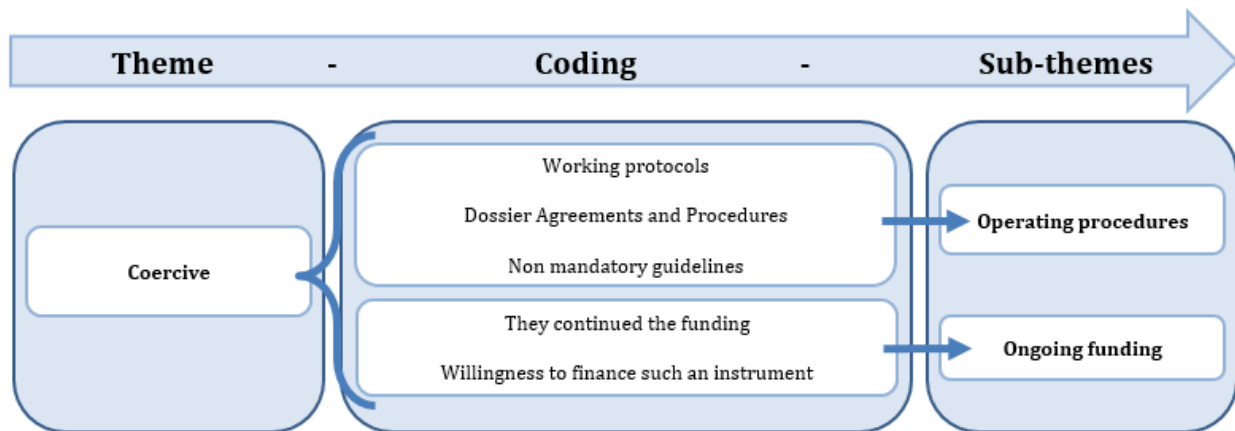 Theme - Coding - Sub-themes
Coercive
Working protocols
Dossier Agreements and Procedures
Non mandatory guidelines
They continued the funding
Willingness to finance such an instrument
Operating procedures
Ongoing funding